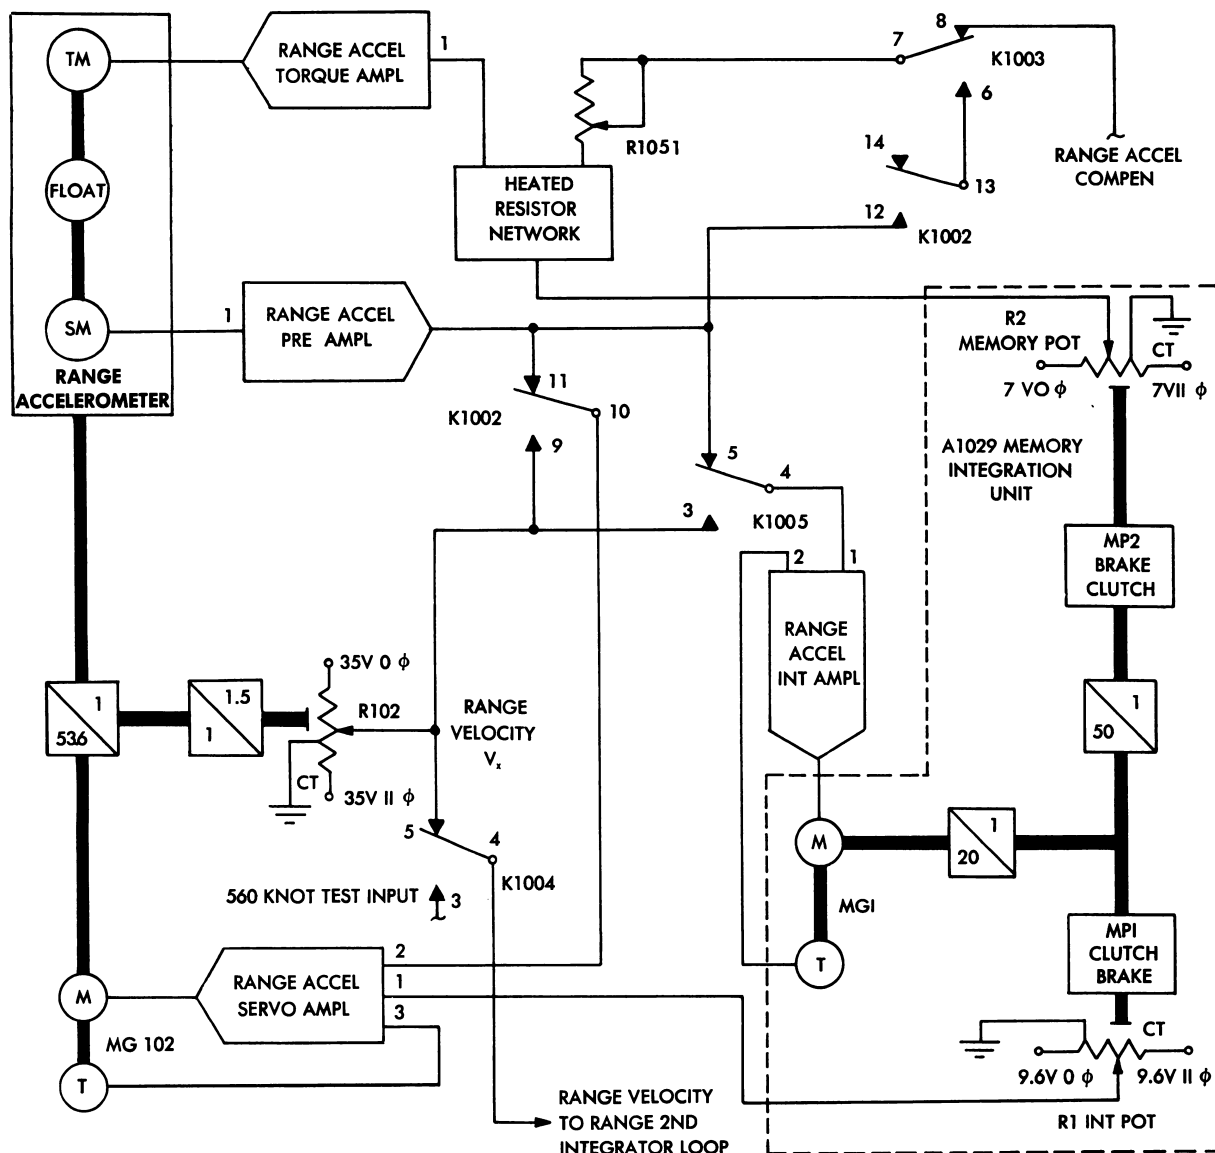 TM
RANGE ACCEL
TORQUE AMPL
1
8
7
K1003
6
R1051
14
13
RANGE ACCEL
COMPEN
FLOAT
HEATED
RESISTOR
NETWORK
12
K1002
SM
1
RANGE ACCEL
PRE AMPL
RANGE
ACCELEROMETER
R2
MEMORY POT
CT
7 VO ϕ
7VII ϕ
11
K1002
10
9
A1029 MEMORY
INTEGRATION
UNIT
5
4
3
K1005
2
1
MP2
BRAKE
CLUTCH
RANGE
ACCEL
INT AMPL
35V 0 ϕ
1
53.6
1.5
1
R102
RANGE
VELOCITY
Vx
CT
35V II ϕ
1
50
5
4
K1004
560 KNOT TEST INPUT
3
M
1
20
MGI
T
MP1
CLUTCH
BRAKE
M
RANGE ACCEL
SERVO AMPL
2
1
3
MG 102
T
CT
9.6V 0 ϕ
9.6V II ϕ
R1 INT POT
RANGE VELOCITY
TO RANGE 2ND
INTEGRATOR LOOP